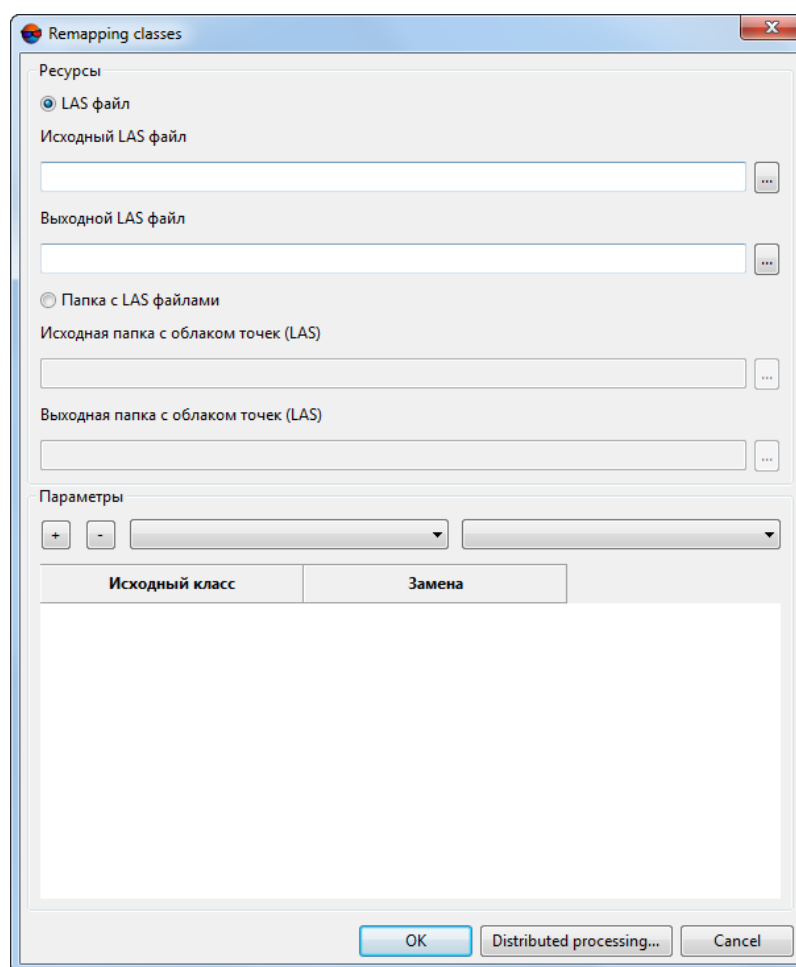 Remapping classes
Ресурсы
LAS файл
Исходный LAS файл
...
Выходной LAS файл
...
Папка с LAS файлами
Исходная папка с облаком точек (LAS)
...
Выходная папка с облаком точек (LAS)
...
Параметры
+ -
Исходный класс Замена
OK Distributed processing... Cancel